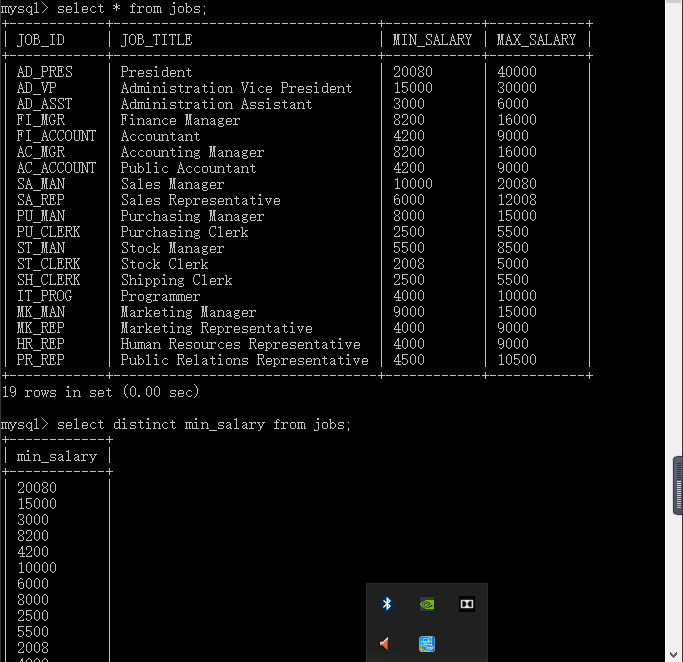 mysql> select * from jobs;
+------------+---------------------------------+------------+------------+
| JOB_ID | JOB_TITLE | MIN_SALARY | MAX_SALARY |
+------------+---------------------------------+------------+------------+
| AD_PRES | President | 20080 | 40000 |
| AD_VP | Administration Vice President | 15000 | 30000 |
| AD_ASST | Administration Assistant | 3000 | 6000 |
| FI_MGR | Finance Manager | 8200 | 16000 |
| FI_ACCOUNT | Accountant | 4200 | 9000 |
| AC_MGR | Accounting Manager | 8200 | 16000 |
| AC_ACCOUNT | Public Accountant | 4200 | 9000 |
| SA_MAN | Sales Manager | 10000 | 20080 |
| SA_REP | Sales Representative | 6000 | 12008 |
| PU_MAN | Purchasing Manager | 8000 | 15000 |
| PU_CLERK | Purchasing Clerk | 2500 | 5500 |
| ST_MAN | Stock Manager | 5500 | 8500 |
| ST_CLERK | Stock Clerk | 2008 | 5000 |
| SH_CLERK | Shipping Clerk | 2500 | 5500 |
| IT_PROG | Programmer | 4000 | 10000 |
| MK_MAN | Marketing Manager | 9000 | 15000 |
| MK_REP | Marketing Representative | 4000 | 9000 |
| HR_REP | Human Resources Representative | 4000 | 9000 |
| PR_REP | Public Relations Representative | 4500 | 10500 |
+------------+---------------------------------+------------+------------+
19 rows in set (0.00 sec)
mysql> select distinct min_salary from jobs;
+------------+
| min_salary |
+------------+
| 20080 |
| 15000 |
| 3000 |
| 8200 |
| 4200 |
| 10000 |
| 6000 |
| 8000 |
| 2500 |
| 5500 |
| 2008 |